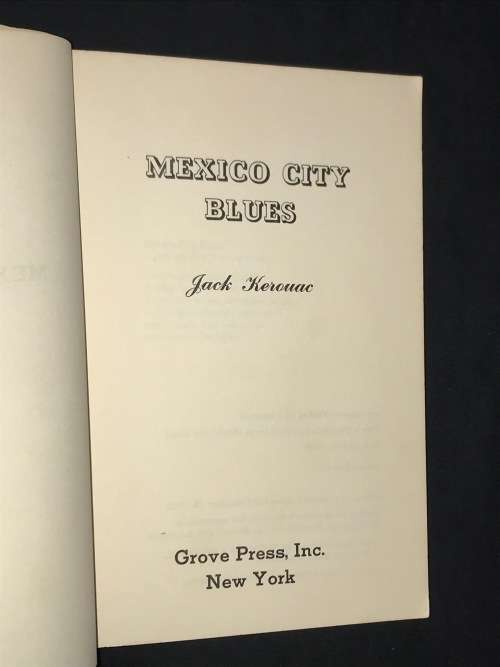 MEXICO CITY
BLUES
Jack Kerouac
Grove Press, Inc.
New York